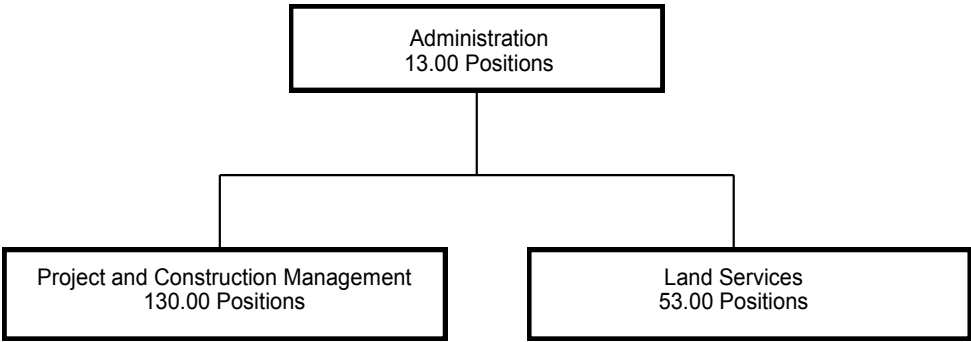 Administration
13.00 Positions
Project and Construction Management
130.00 Positions
Land Services
53.00 Positions